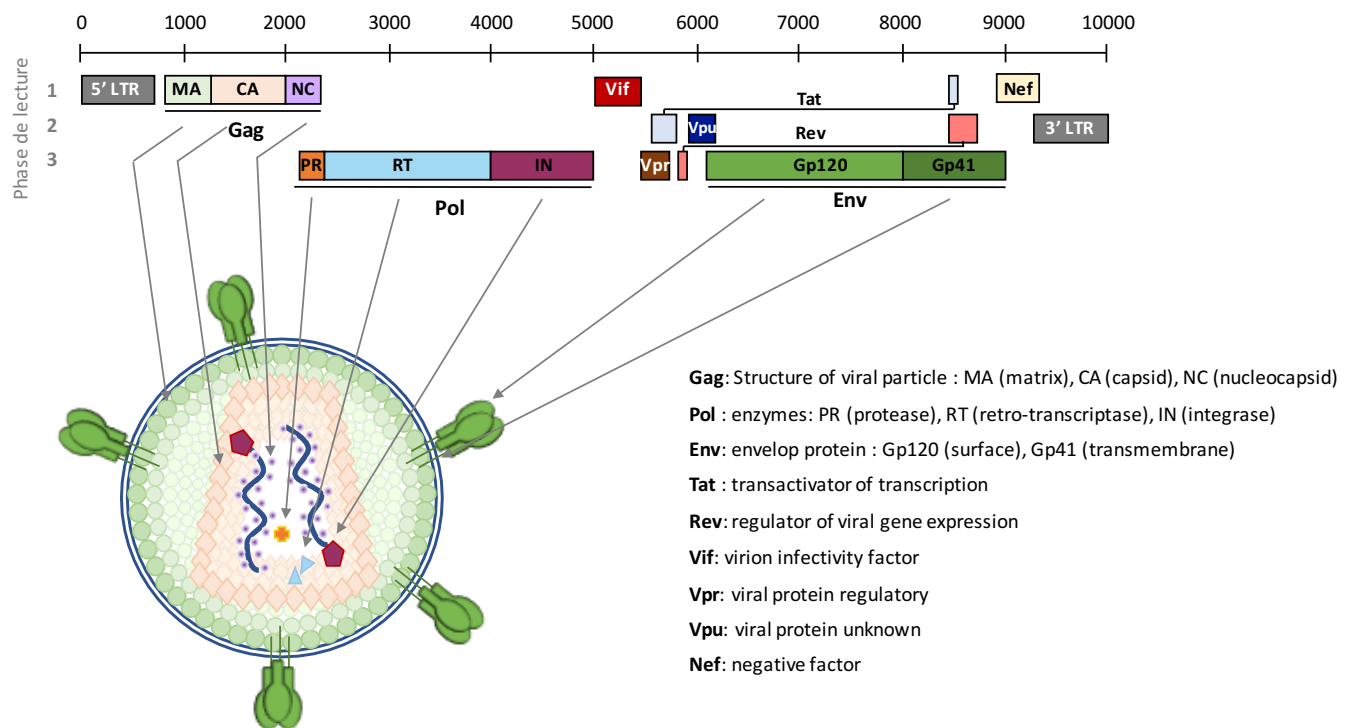 0 1000 2000 3000 4000 5000 6000 7000 8000 9000 10000
Phase de lecture
1 5’ LTR MA CA NC Vif Tat Nef
Gag
2 Vpu Rev 3’ LTR
3 PR RT IN Vpr Gp120 Gp41
Pol Env
Gag: Structure of viral particle : MA (matrix), CA (capsid), NC (nucleocapsid)
Pol : enzymes: PR (protease), RT (retro-transcriptase), IN (integrase)
Env: envelop protein : Gp120 (surface), Gp41 (transmembrane)
Tat : transactivator of transcription
Rev: regulator of viral gene expression
Vif: virion infectivity factor
Vpr: viral protein regulatory
Vpu: viral protein unknown
Nef: negative factor